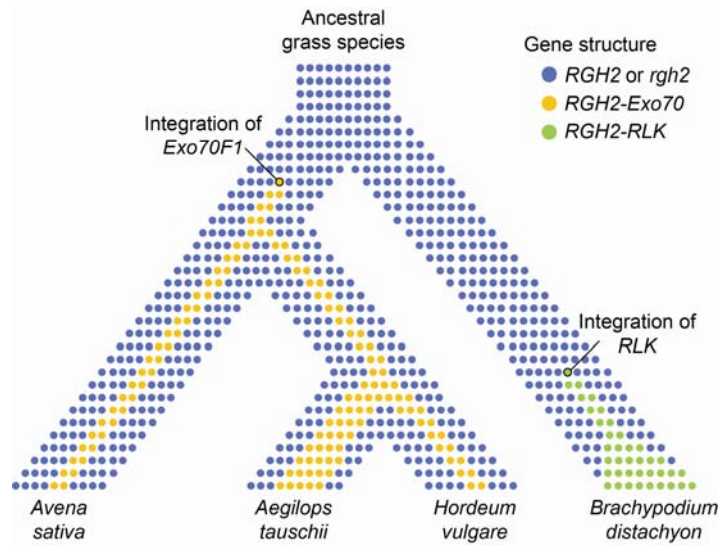 Ancestral
grass species
Gene structure
RGH2 or rgh2
RGH2-Exo70
RGH2-RLK
Integration of
Exo70F1
Integration of
RLK
Avena
sativa
Aegilops
tauschii
Hordeum
vulgare
Brachypodium
distachyon